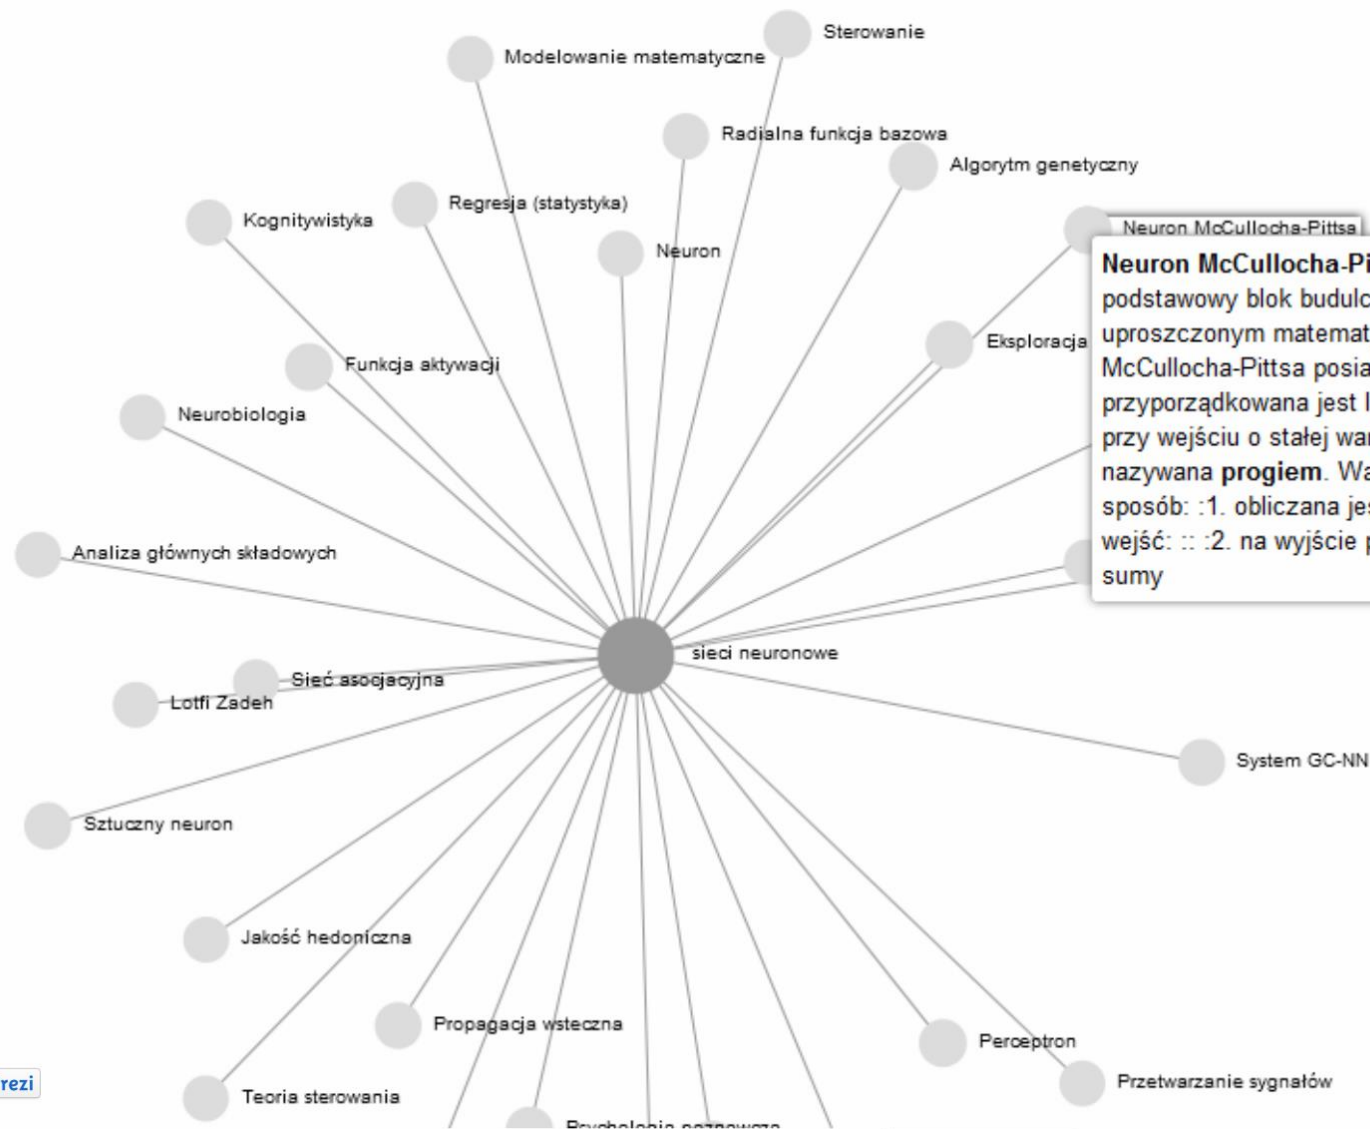 Sterowanie
Modelowanie matematyczne
Radialna funkcja bazowa
Algorytm genetyczny
Regresja (statystyka)
Kognitywistyka
Neuron McCullocha-Pittsa
Neuron
Neuron McCullocha-Pi
podstawowy blok budulc
uproszczonym matemat
Eksploracja
McCullocha-Pittsa posia
Funkcja aktywacji
przyporządkowana jest l
Neurobiologia
przy wejściu o stałej war
nazywana progiem. Wa
sposób: :1. obliczana jes
wejść: :: :2. na wyjście p
Analiza głównych składowych
sumy
sieci neuronowe
Sieć asocjacyjna
Lotfi Zadeh
System GC-NN
Sztuczny neuron
Jakość hedoniczna
Propagacja wsteczna
Perceptron
Przetwarzanie sygnałów
rezi
Teoria sterowania
Psychologia poznawcza